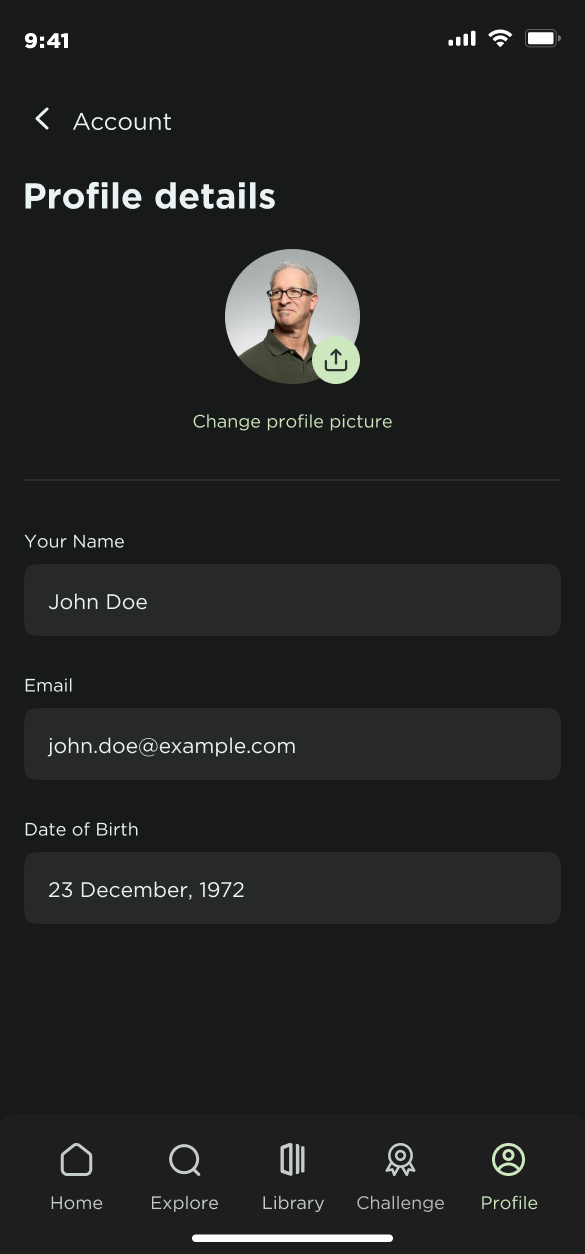 9:41
Account
Profile details
Change profile picture
Your Name
John Doe
Email
john.doe@example.com
Date of Birth
23 December, 1972
Home Explore Library Challenge Profile